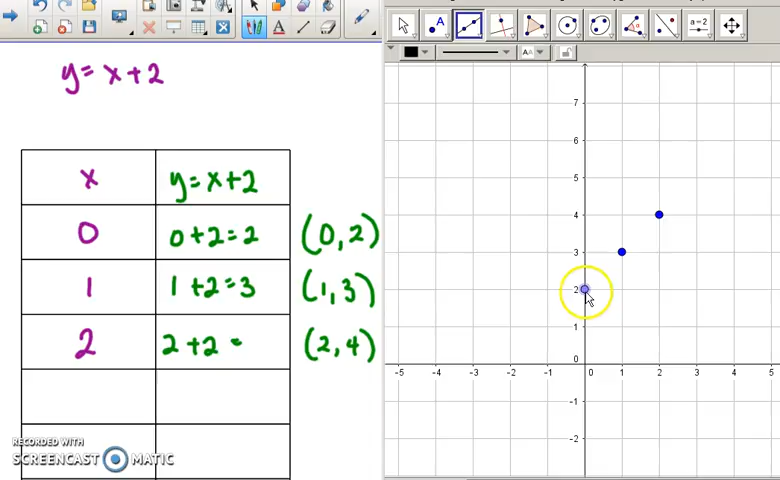 y = x + 2
x y = x + 2
0 0 + 2 = 2 (0, 2)
1 1 + 2 = 3 (1, 3)
2 2 + 2 = (2, 4)
RECORDED WITH
SCREENCAST MATIC
A
a = 2
AA
7
6
5
4
3
2
1
0
-5 -4 -3 -2 -1 0 1 2 3 4 5
-1
-2